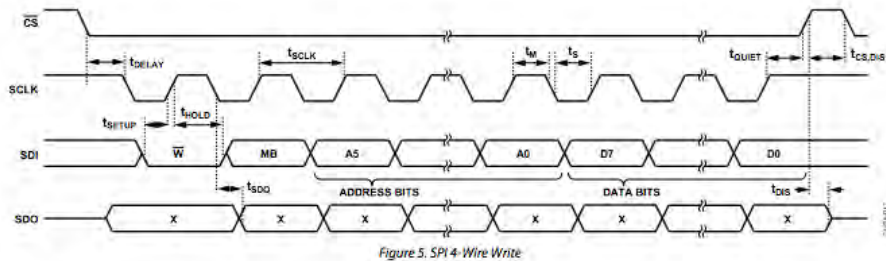 CS
tDELAY tSCLK tM tS tQUIET tCS,DIS
SCLK
tSETUP tHOLD
SDI W MB A5 A0 D7 D0
tSDO ADDRESS BITS DATA BITS tDIS
SDO X X X X X X
Figure 5. SPI 4-Wire Write